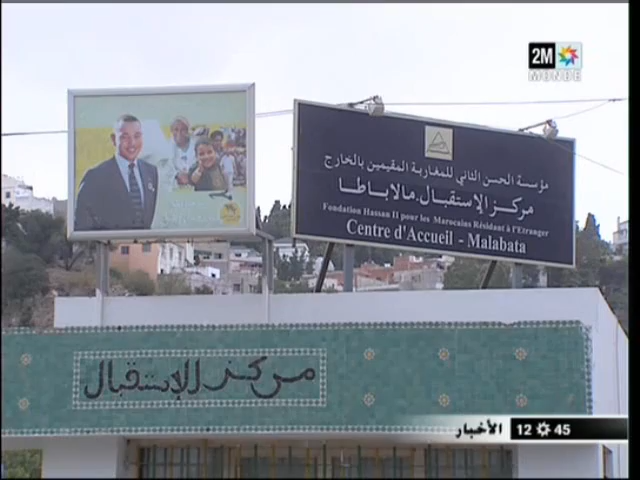 2M
MONDE
مؤسسة الحسن الثاني للمغاربة المقيمين بالخارج
مركز الإستقبال. مالاباطا
Fondation Hassan II pour les Marocains Résidant à l'Etranger
Centre d'Accueil - Malabata
مركز الإستقبال
الأخبار
12 45